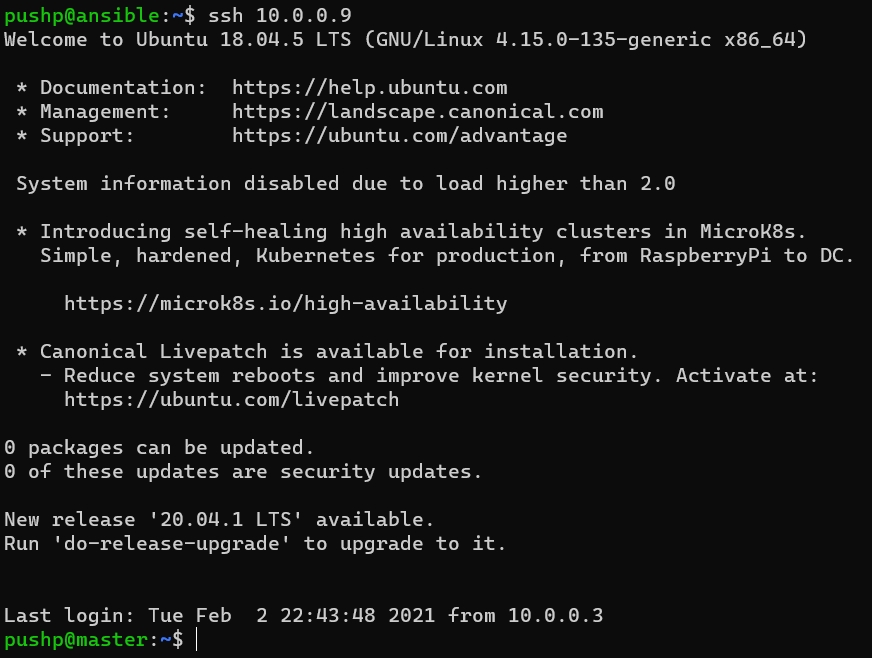 pushp@ansible:~$ ssh 10.0.0.9
Welcome to Ubuntu 18.04.5 LTS (GNU/Linux 4.15.0-135-generic x86_64)

 * Documentation:  https://help.ubuntu.com
 * Management:     https://landscape.canonical.com
 * Support:        https://ubuntu.com/advantage

 System information disabled due to load higher than 2.0

 * Introducing self-healing high availability clusters in MicroK8s.
   Simple, hardened, Kubernetes for production, from RaspberryPi to DC.

     https://microk8s.io/high-availability

 * Canonical Livepatch is available for installation.
   - Reduce system reboots and improve kernel security. Activate at:
     https://ubuntu.com/livepatch

0 packages can be updated.
0 of these updates are security updates.

New release '20.04.1 LTS' available.
Run 'do-release-upgrade' to upgrade to it.


Last login: Tue Feb  2 22:43:48 2021 from 10.0.0.3
pushp@master:~$